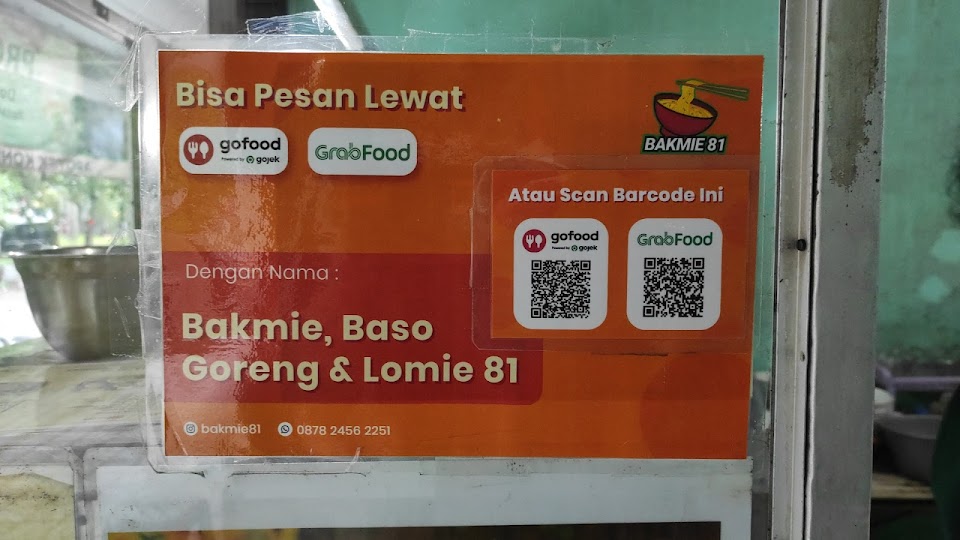 Bisa Pesan Lewat
gofood
Powered by gojek
GrabFood
BAKMIE 81
Atau Scan Barcode Ini
gofood
Powered by gojek
GrabFood
Dengan Nama :
Bakmie, Baso
Goreng & Lomie 81
bakmie81 0878 2456 2251